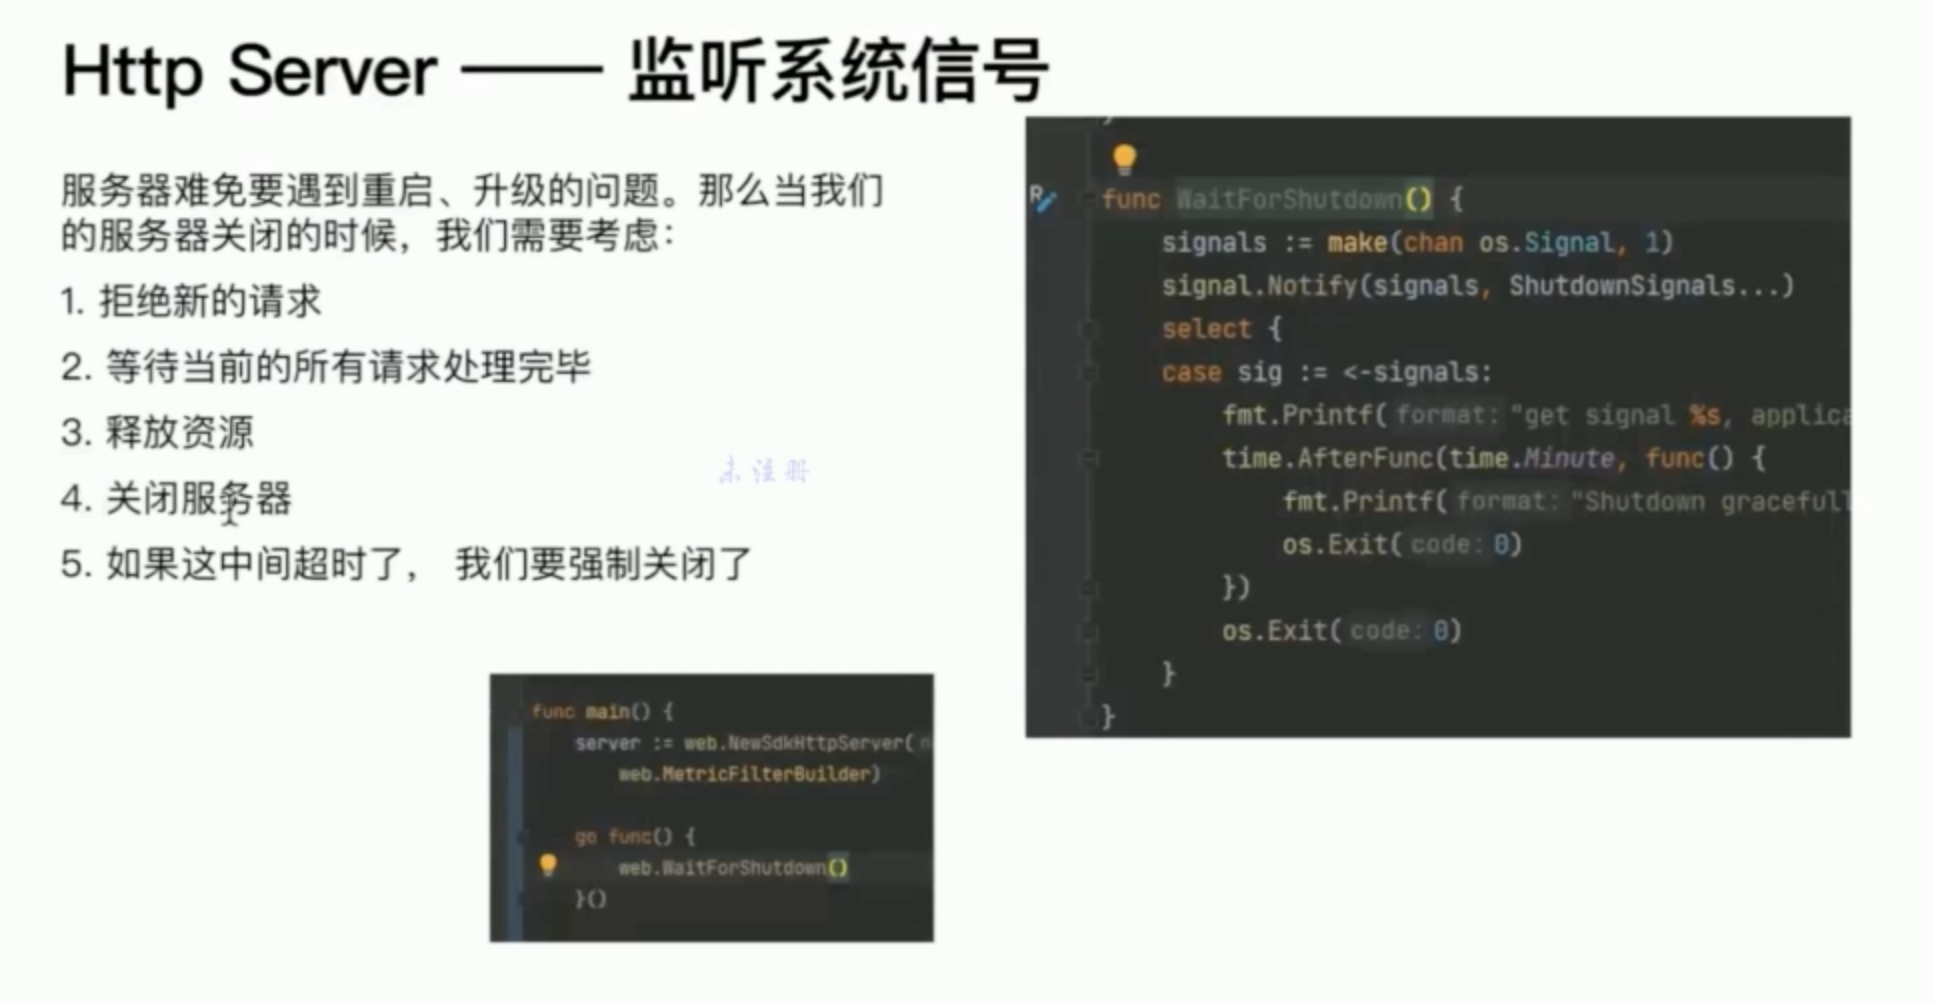 Http Server —— 监听系统信号
服务器难免要遇到重启、升级的问题。那么当我们
的服务器关闭的时候，我们需要考虑：
1. 拒绝新的请求
2. 等待当前的所有请求处理完毕
3. 释放资源
4. 关闭服务器
5. 如果这中间超时了， 我们要强制关闭了
未注册
func WaitForShutdown() {
signals := make(chan os.Signal, 1)
signal.Notify(signals, ShutdownSignals...)
select {
case sig := <-signals:
fmt.Printf( format: "get signal %s, applica
time.AfterFunc(time.Minute, func() {
fmt.Printf( format: "Shutdown gracefull
os.Exit( code: 0)
})
os.Exit( code: 0)
}
}
func main() {
server := web.NewSdkHttpServer(
web.MetricFilterBuilder)
go func() {
web.WaitForShutdown()
}()